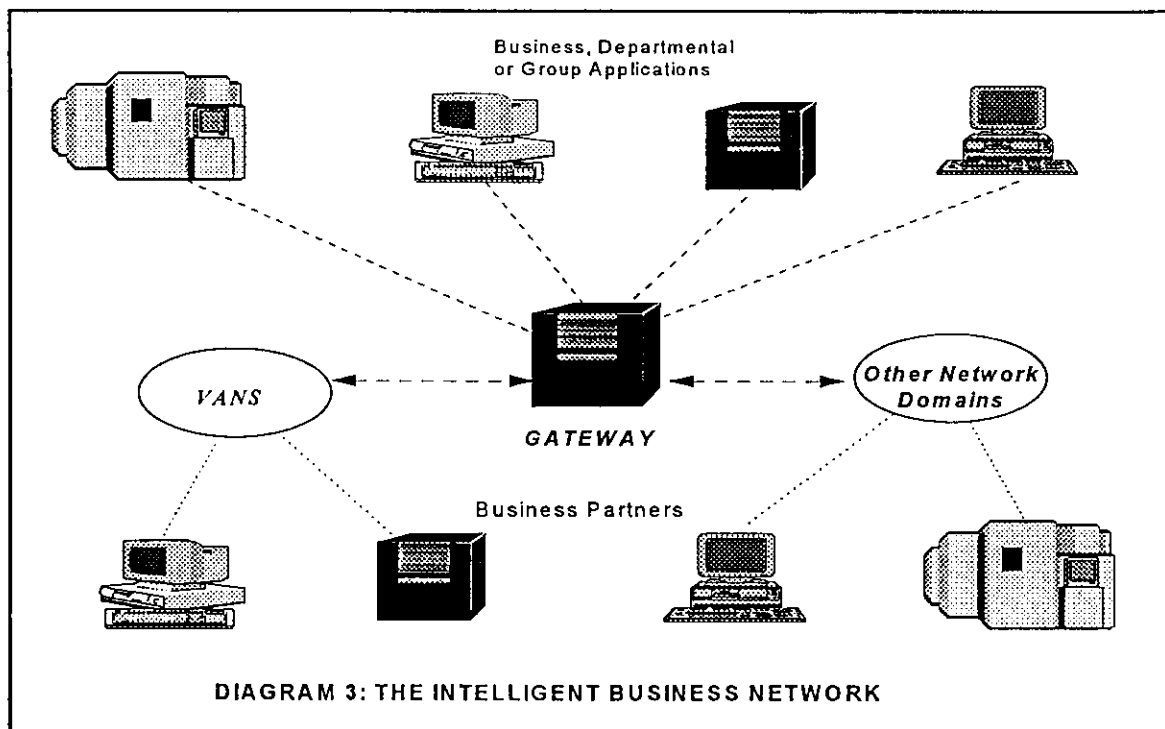 Business, Departmental
or Group Applications
VANS
Other Network
Domains
GATEWAY
Business Partners
DIAGRAM 3: THE INTELLIGENT BUSINESS NETWORK